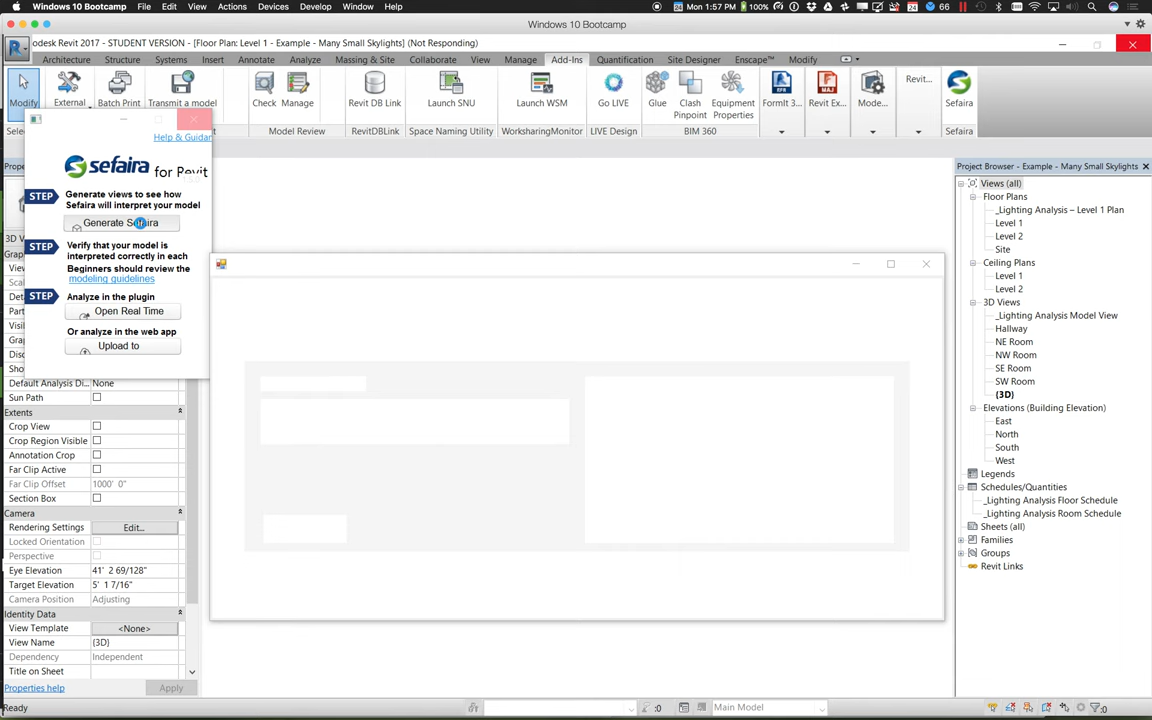 Windows 10 Bootcamp File Edit View Actions Devices Develop Window Help 24 Mon 1:57 PM 100% 24 66
Windows 10 Bootcamp
odesk Revit 2017 - STUDENT VERSION - [Floor Plan: Level 1 - Example - Many Small Skylights] (Not Responding)
Architecture Structure Systems Insert Annotate Analyze Massing & Site Collaborate View Manage Add-Ins Quantification Site Designer Enscape™ Modify
Modify External Batch Print Transmit a model Check Manage Revit DB Link Launch SNU Launch WSM Go LIVE Glue Clash Pinpoint Equipment Properties FormIt 3... Revit Ex... Mode... Revit... Sefaira
Model Review RevitDBLink Space Naming Utility WorksharingMonitor LIVE Design BIM 360 Sefaira
Help & Guidar
sefaira for Revit
STEP Generate views to see how
Sefaira will interpret your model
Generate Sefaira
STEP Verify that your model is
interpreted correctly in each
Beginners should review the
modeling guidelines
STEP Analyze in the plugin
Open Real Time
Or analyze in the web app
Upload to
Default Analysis Di... None
Sun Path
Extents
Crop View
Crop Region Visible
Annotation Crop
Far Clip Active
Far Clip Offset 1000' 0"
Section Box
Camera
Rendering Settings Edit...
Locked Orientation
Perspective
Eye Elevation 41' 2 69/128"
Target Elevation 5' 1 7/16"
Camera Position Adjusting
Identity Data
View Template <None>
View Name {3D}
Dependency Independent
Title on Sheet
Properties help Apply
Ready :0 Main Model :0
Project Browser - Example - Many Small Skylights
Views (all)
Floor Plans
_Lighting Analysis – Level 1 Plan
Level 1
Level 2
Site
Ceiling Plans
Level 1
Level 2
3D Views
_Lighting Analysis Model View
Hallway
NE Room
NW Room
SE Room
SW Room
{3D}
Elevations (Building Elevation)
East
North
South
West
Legends
Schedules/Quantities
_Lighting Analysis Floor Schedule
_Lighting Analysis Room Schedule
Sheets (all)
Families
Groups
Revit Links